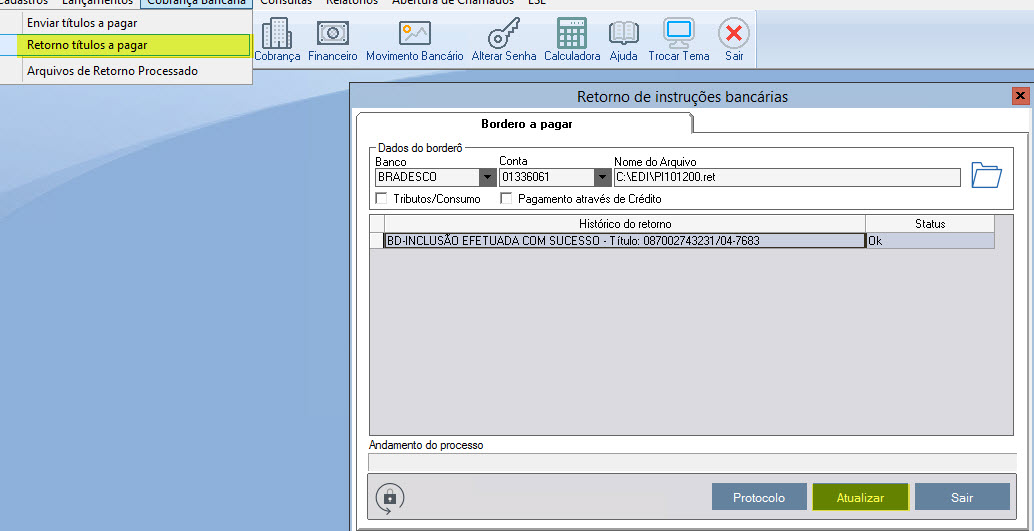 Cadastros Lançamentos Cobrança Bancária Consultas Relatórios Abertura de Chamados ESL
Enviar títulos a pagar
Retorno títulos a pagar
Arquivos de Retorno Processado
Cobrança Financeiro Movimento Bancário Alterar Senha Calculadora Ajuda Trocar Tema Sair
Retorno de instruções bancárias
Bordero a pagar
Dados do borderô
Banco Conta Nome do Arquivo
BRADESCO 01336061 C:\EDI\PI101200.ret
Tributos/Consumo Pagamento através de Crédito
Histórico do retorno Status
BD-INCLUSÃO EFETUADA COM SUCESSO - Título: 087002743231/04-7683 Ok
Andamento do processo
Protocolo Atualizar Sair